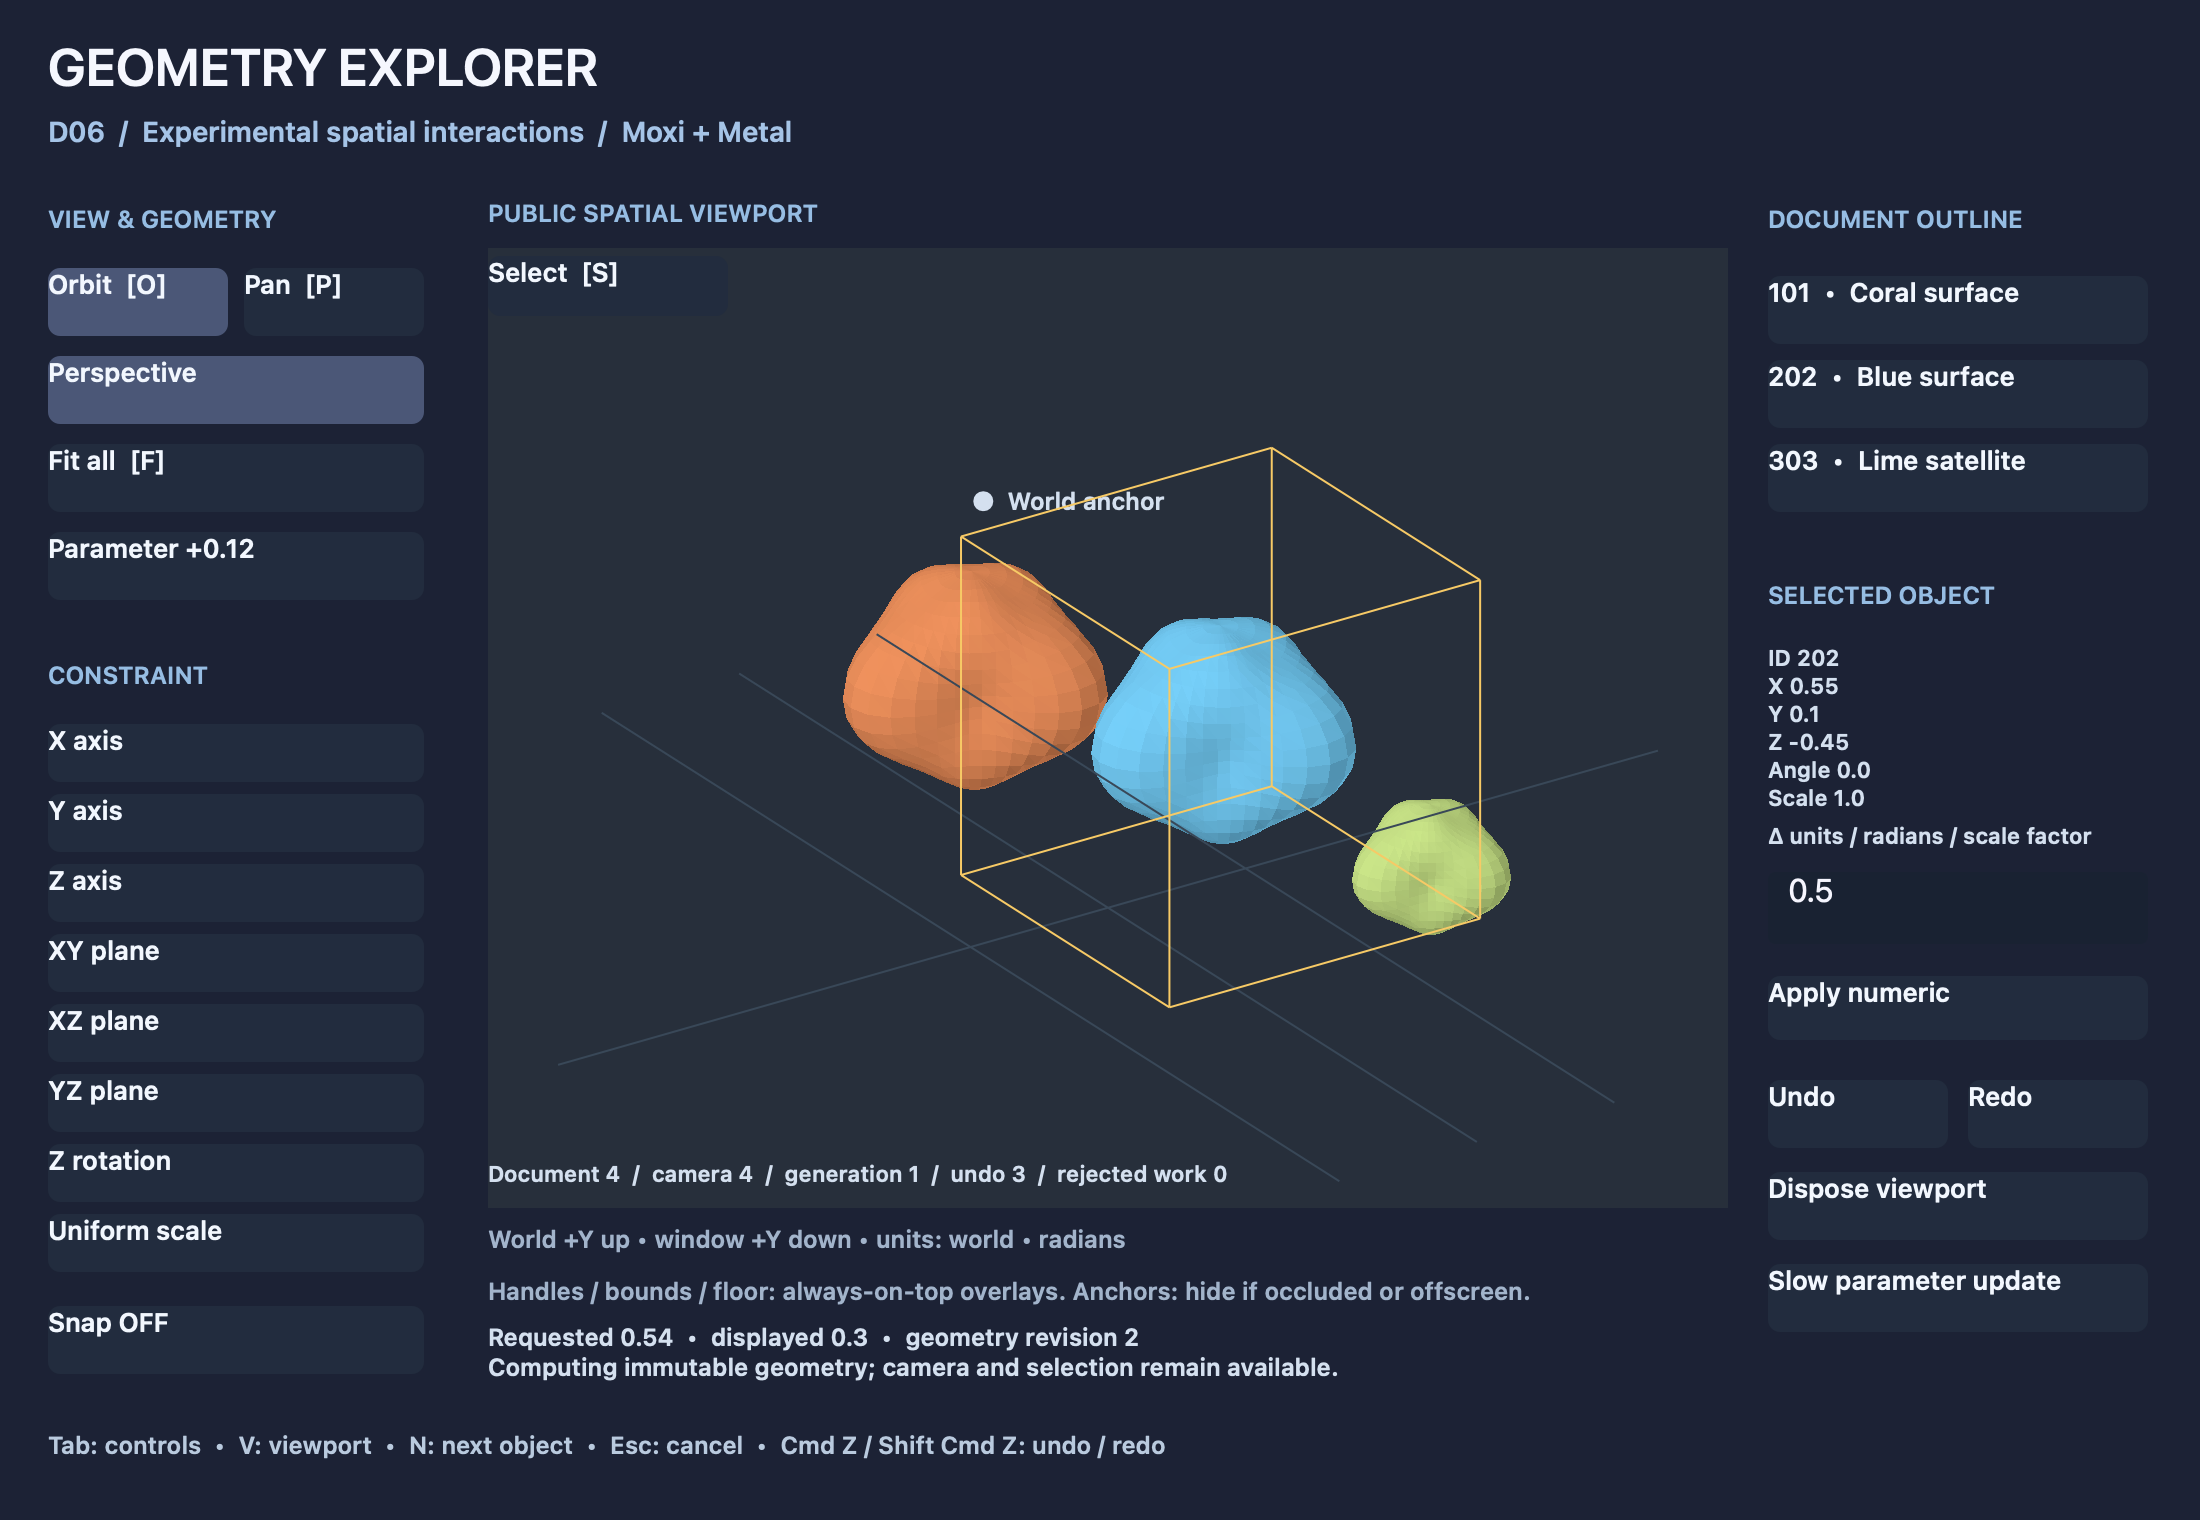 GEOMETRY EXPLORER
D06 / Experimental spatial interactions / Moxi + Metal
VIEW & GEOMETRY
Orbit [O]
Pan [P]
Perspective
Fit all [F]
Parameter +0.12
CONSTRAINT
X axis
Y axis
Z axis
XY plane
XZ plane
YZ plane
Z rotation
Uniform scale
Snap OFF
PUBLIC SPATIAL VIEWPORT
Select [S]
World anchor
Document 4 / camera 4 / generation 1 / undo 3 / rejected work 0
World +Y up • window +Y down • units: world • radians
Handles / bounds / floor: always-on-top overlays. Anchors: hide if occluded or offscreen.
Requested 0.54 • displayed 0.3 • geometry revision 2
Computing immutable geometry; camera and selection remain available.
DOCUMENT OUTLINE
101 • Coral surface
202 • Blue surface
303 • Lime satellite
SELECTED OBJECT
ID 202
X 0.55
Y 0.1
Z -0.45
Angle 0.0
Scale 1.0
Δ units / radians / scale factor
0.5
Apply numeric
Undo
Redo
Dispose viewport
Slow parameter update
Tab: controls • V: viewport • N: next object • Esc: cancel • Cmd Z / Shift Cmd Z: undo / redo